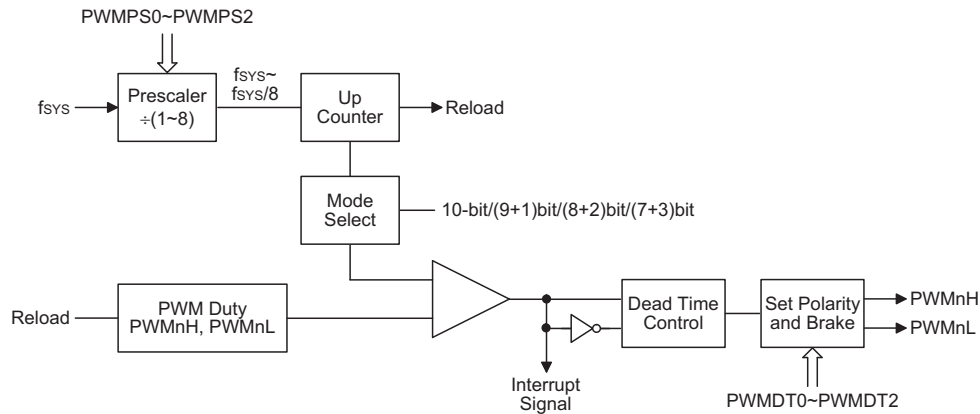 PWMPS0~PWMPS2
fSYS
Prescaler
÷(1~8)
fSYS~
fSYS/8
Up
Counter
Reload
Mode
Select
10-bit/(9+1)bit/(8+2)bit/(7+3)bit
Reload
PWM Duty
PWMnH, PWMnL
Dead Time
Control
Set Polarity
and Brake
PWMnH
PWMnL
Interrupt
Signal
PWMDT0~PWMDT2